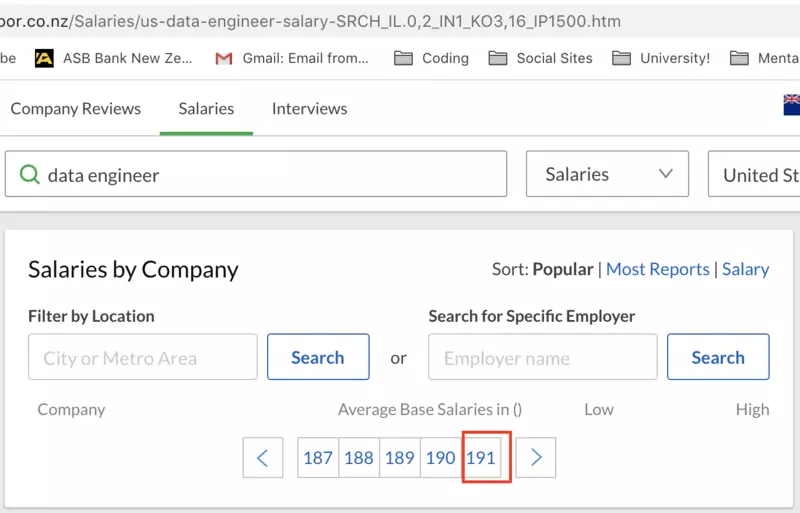 oor.co.nz/Salaries/us-data-engineer-salary-SRCH_IL.0,2_IN1_KO3,16_IP1500.htm
be ASB Bank New Ze... Gmail: Email from... Coding Social Sites University! Menta
Company Reviews Salaries Interviews
data engineer Salaries United St
Salaries by Company Sort: Popular | Most Reports | Salary
Filter by Location Search for Specific Employer
City or Metro Area Search or Employer name Search
Company Average Base Salaries in () Low High
187 188 189 190 191